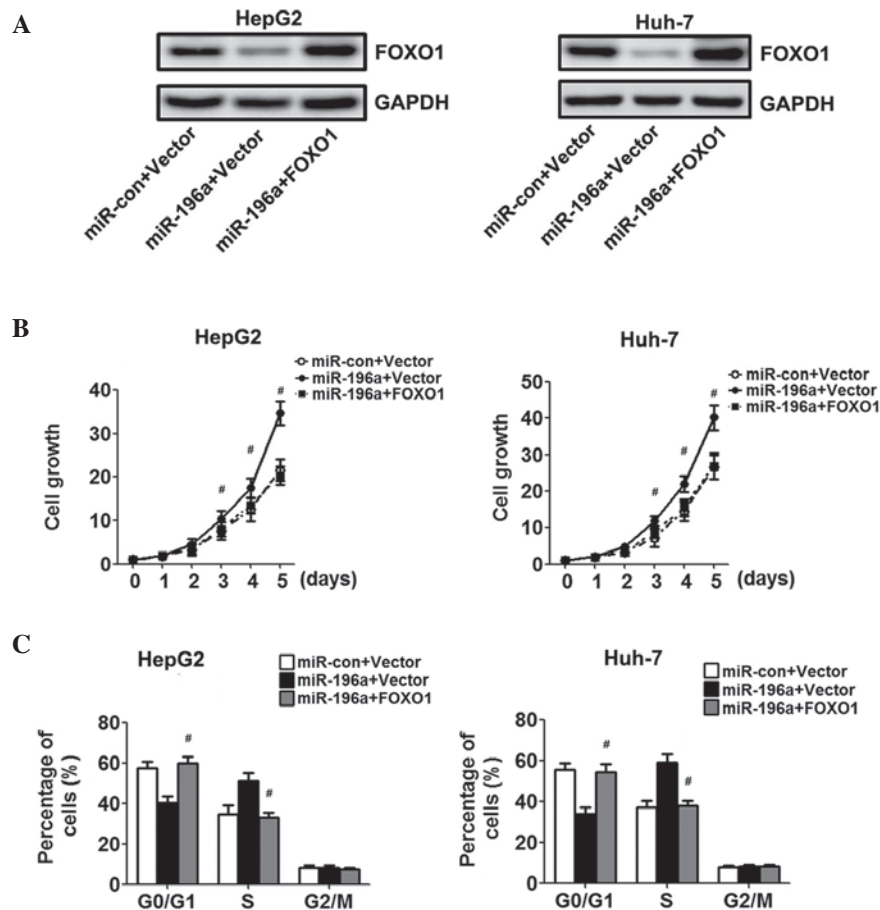 A
HepG2
FOXO1
GAPDH
miR-con+Vector
miR-196a+Vector
miR-196a+FOXO1
Huh-7
FOXO1
GAPDH
miR-con+Vector
miR-196a+Vector
miR-196a+FOXO1
B
HepG2
miR-con+Vector
miR-196a+Vector
miR-196a+FOXO1
Cell growth
40
30
20
10
0
# # #
0 1 2 3 4 5 (days)
Huh-7
miR-con+Vector
miR-196a+Vector
miR-196a+FOXO1
Cell growth
50
40
30
20
10
0
# # #
0 1 2 3 4 5 (days)
C
HepG2
miR-con+Vector
miR-196a+Vector
miR-196a+FOXO1
Percentage of
cells (%)
80
60
40
20
0
# #
G0/G1 S G2/M
Huh-7
miR-con+Vector
miR-196a+Vector
miR-196a+FOXO1
Percentage of
cells (%)
80
60
40
20
0
# #
G0/G1 S G2/M